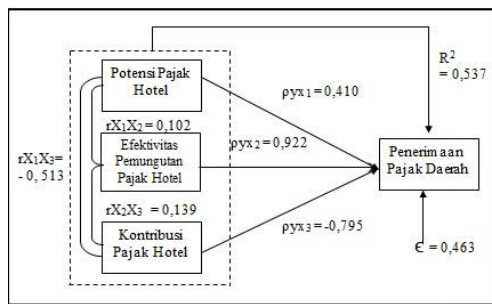 Potensi Pajak
Hotel
rX₁X₂= 0,102
Efektivitas
Pemungutan
Pajak Hotel
rX₁X₃=
- 0, 513
rX₂X₃ = 0,139
Kontribusi
Pajak Hotel
ρyx₁=0,410
ρyx₂=0,922
ρyx₃=-0,795
R²
= 0,537
Penerimaan
Pajak Daerah
Є = 0,463